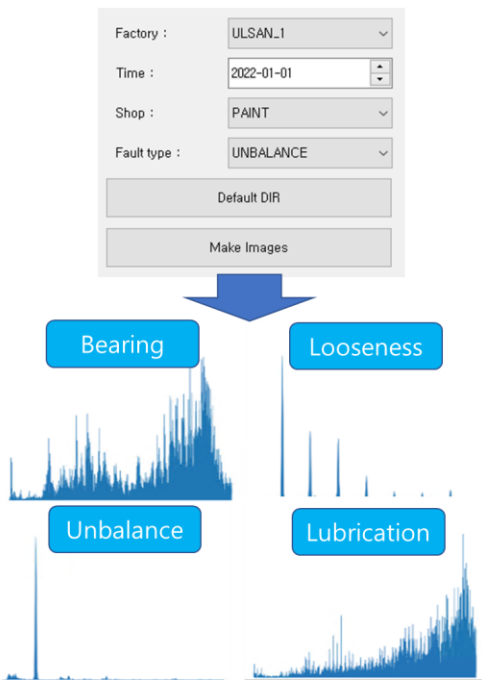 Factory : ULSAN_1
Time : 2022-01-01
Shop : PAINT
Fault type : UNBALANCE
Default DIR
Make Images
Bearing Looseness
Unbalance Lubrication